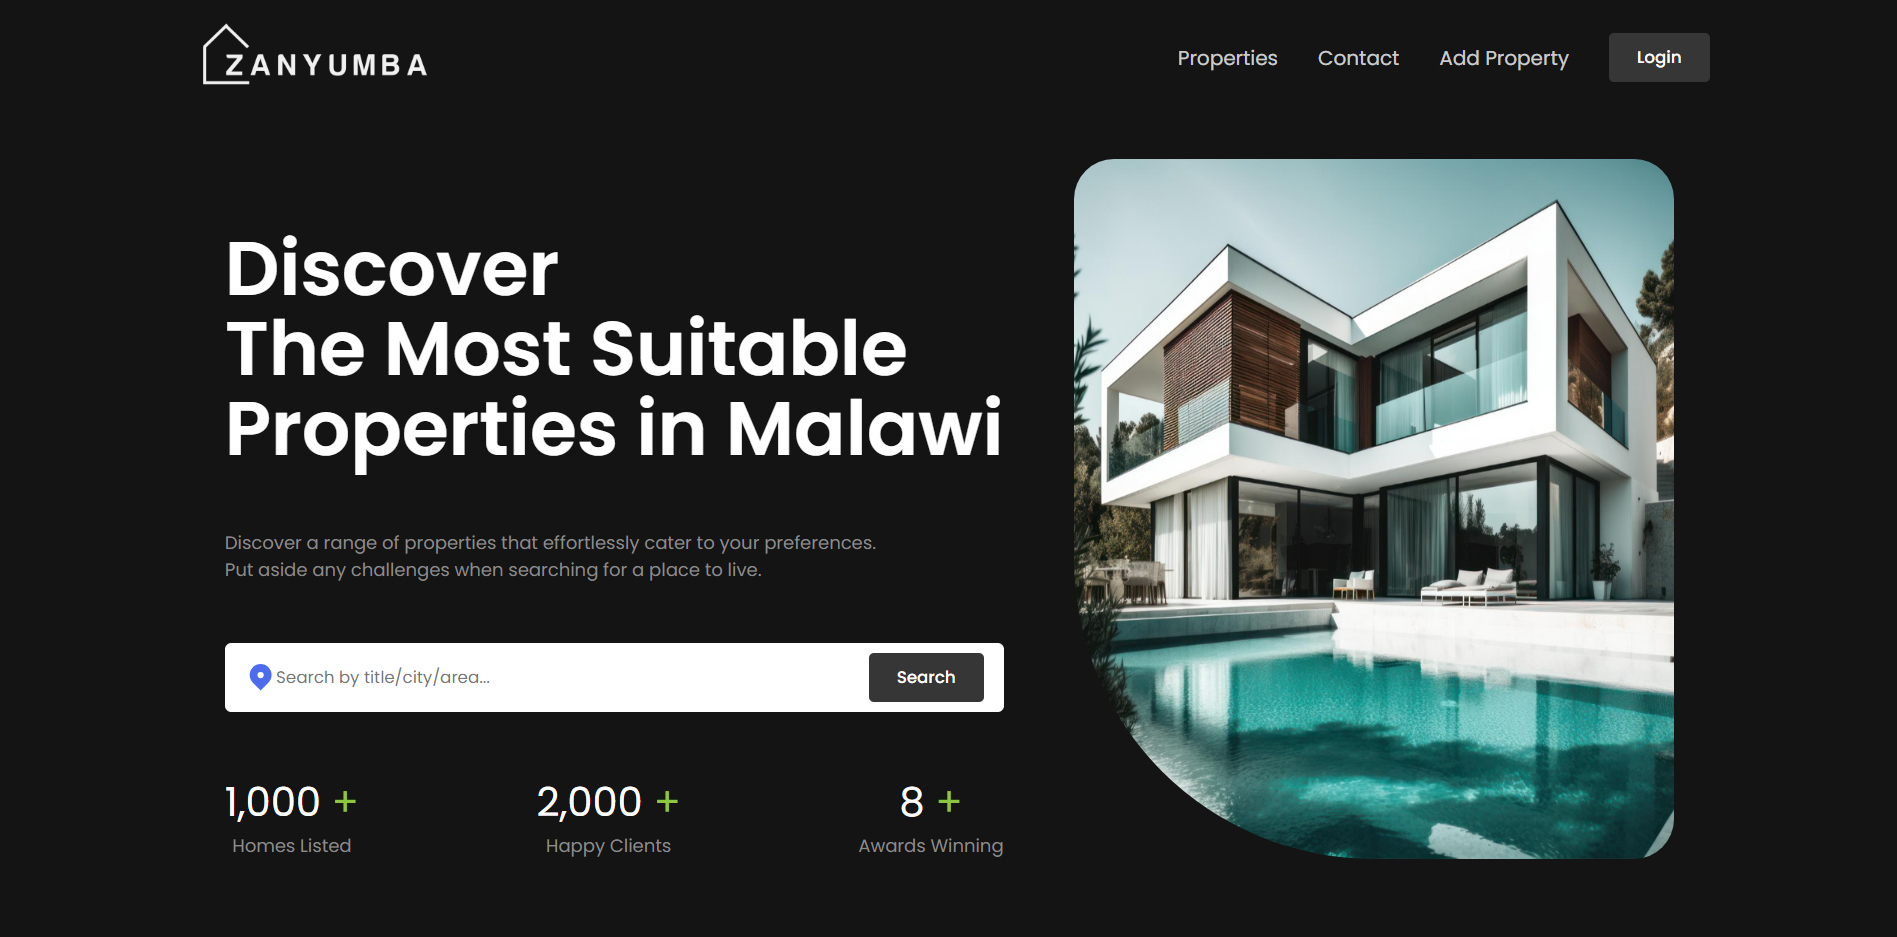 ZANYUMBA
Properties Contact Add Property Login
Discover
The Most Suitable
Properties in Malawi
Discover a range of properties that effortlessly cater to your preferences.
Put aside any challenges when searching for a place to live.
Search by title/city/area... Search
1,000 + 2,000 + 8 +
Homes Listed Happy Clients Awards Winning